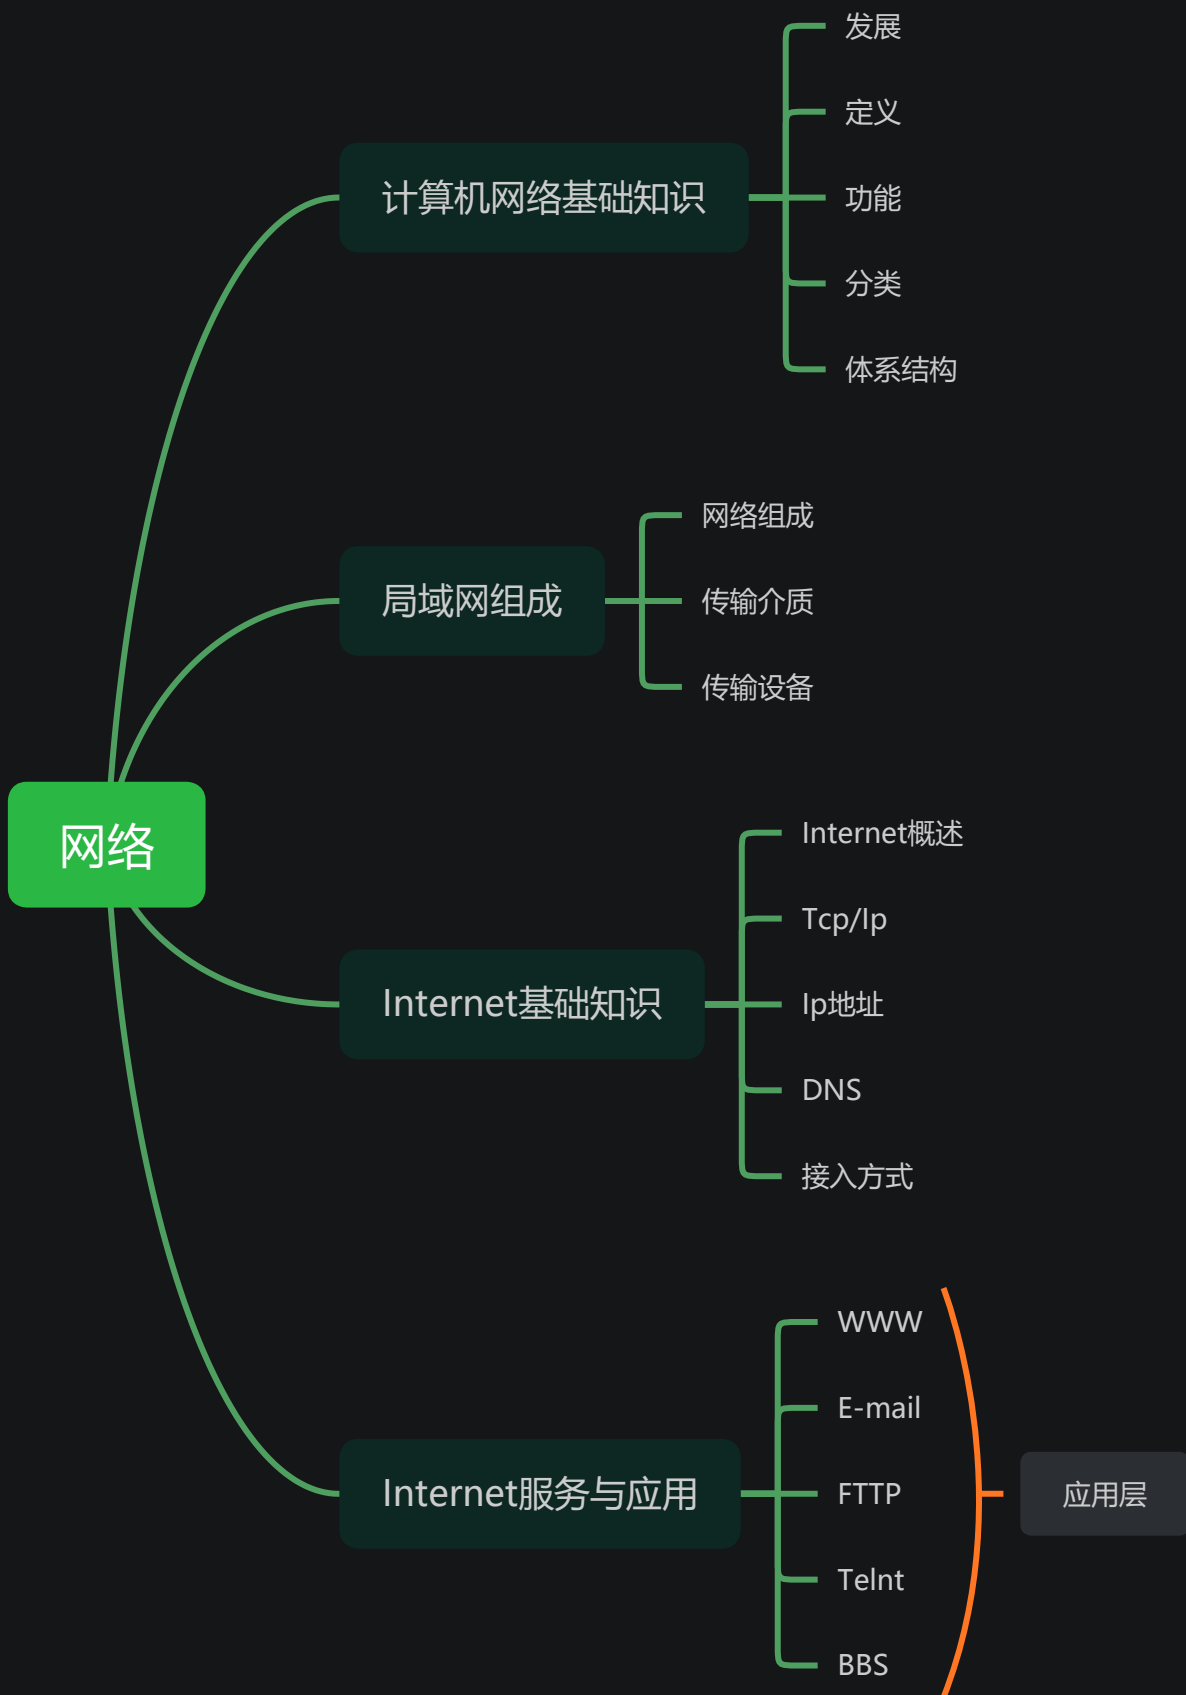 网络
计算机网络基础知识
发展
定义
功能
分类
体系结构
局域网组成
网络组成
传输介质
传输设备
Internet基础知识
Internet概述
Tcp/Ip
Ip地址
DNS
接入方式
Internet服务与应用
WWW
E-mail
FTTP
Telnt
BBS
应用层